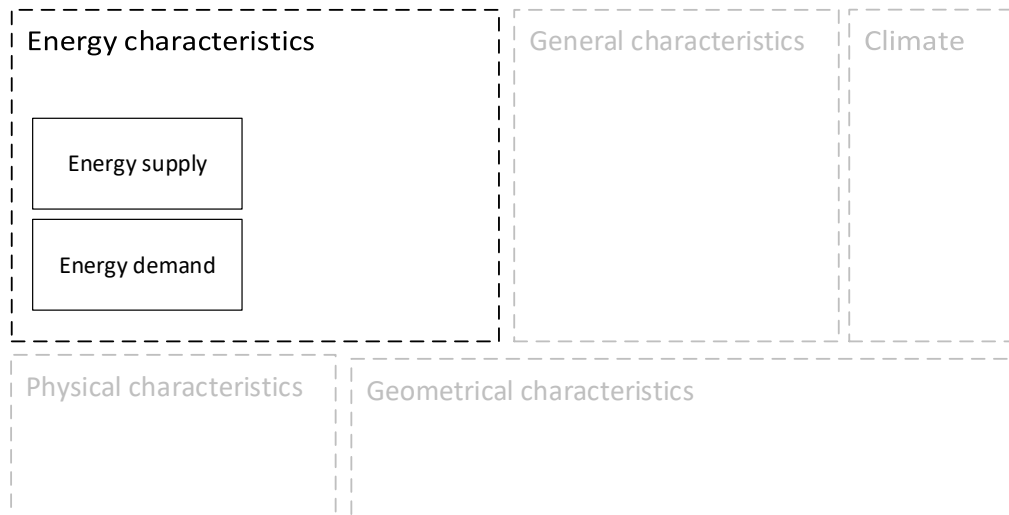 Energy characteristics
General characteristics
Climate
Energy supply
Energy demand
Physical characteristics
Geometrical characteristics